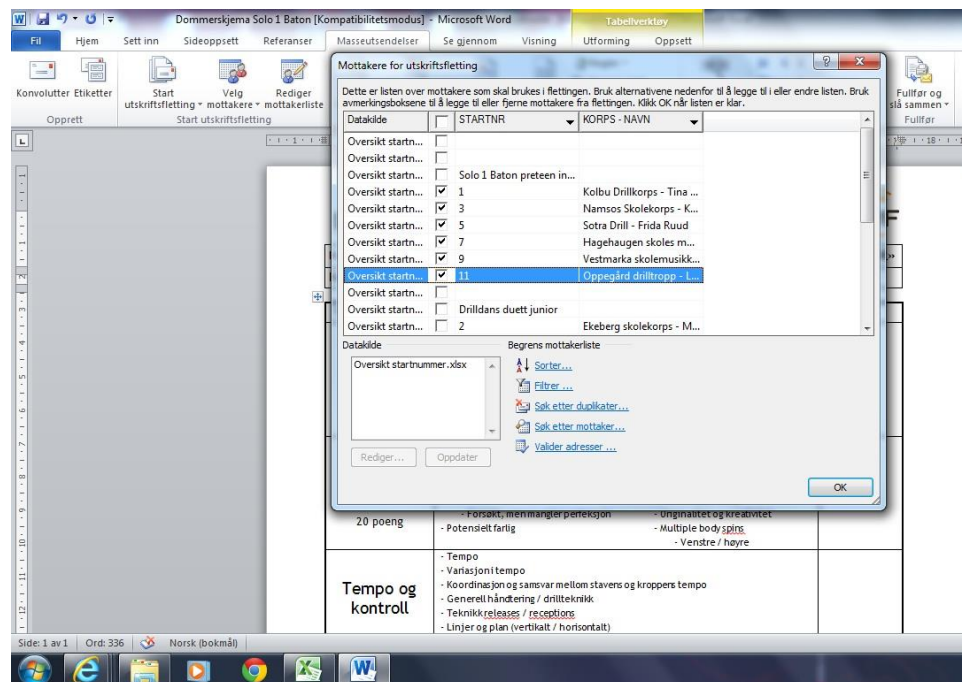 Dommerskjema Solo 1 Baton [Kompatibilitetsmodus] - Microsoft Word
Tabellverktøy
Fil Hjem Sett inn Sideoppsett Referanser Masseutsendelser Se gjennom Visning Utforming Oppsett
Konvolutter Etiketter
Start utskriftsfletting
Velg mottakere
Rediger mottakerliste
Fullfør og slå sammen
Opprett
Start utskriftsfletting
Fullfør
Mottakere for utskriftsfletting
Dette er listen over mottakere som skal brukes i flettingen. Bruk alternativene nedenfor til å legge til i eller endre listen. Bruk
avmerkingsboksene til å legge til eller fjerne mottakere fra flettingen. Klikk OK når listen er klar.
Datakilde STARTNR KORPS - NAVN
Oversikt startn...
Oversikt startn...
Oversikt startn... Solo 1 Baton preteen in...
Oversikt startn... 1 Kolbu Drillkorps - Tina ...
Oversikt startn... 3 Namsos Skolekorps - K...
Oversikt startn... 5 Sotra Drill - Frida Ruud
Oversikt startn... 7 Hagehaugen skoles m...
Oversikt startn... 9 Vestmarka skolemusikk...
Oversikt startn... 11 Oppegård drilltropp - L...
Oversikt startn...
Oversikt startn... Drilldans duett junior
Oversikt startn... 2 Ekeberg skolekorps - M...
Datakilde
Oversikt startnummer.xlsx
Rediger... Oppdater
Begrens mottakerliste
Sorter...
Filtrer ...
Søk etter duplikater...
Søk etter mottaker...
Valider adresser ...
OK
20 poeng
- Forsøkt, men mangler perfeksjon
- Potensielt farlig
- Originalitet og kreativitet
- Multiple body spins
- Venstre / høyre
Tempo og
kontroll
- Tempo
- Variasjon i tempo
- Koordinasjon og samsvar mellom stavens og kroppens tempo
- Generell håndtering / drillteknikk
- Teknikk releases / receptions
- Linjer og plan (vertikalt / horisontalt)
Side: 1 av 1 Ord: 336 Norsk (bokmål)